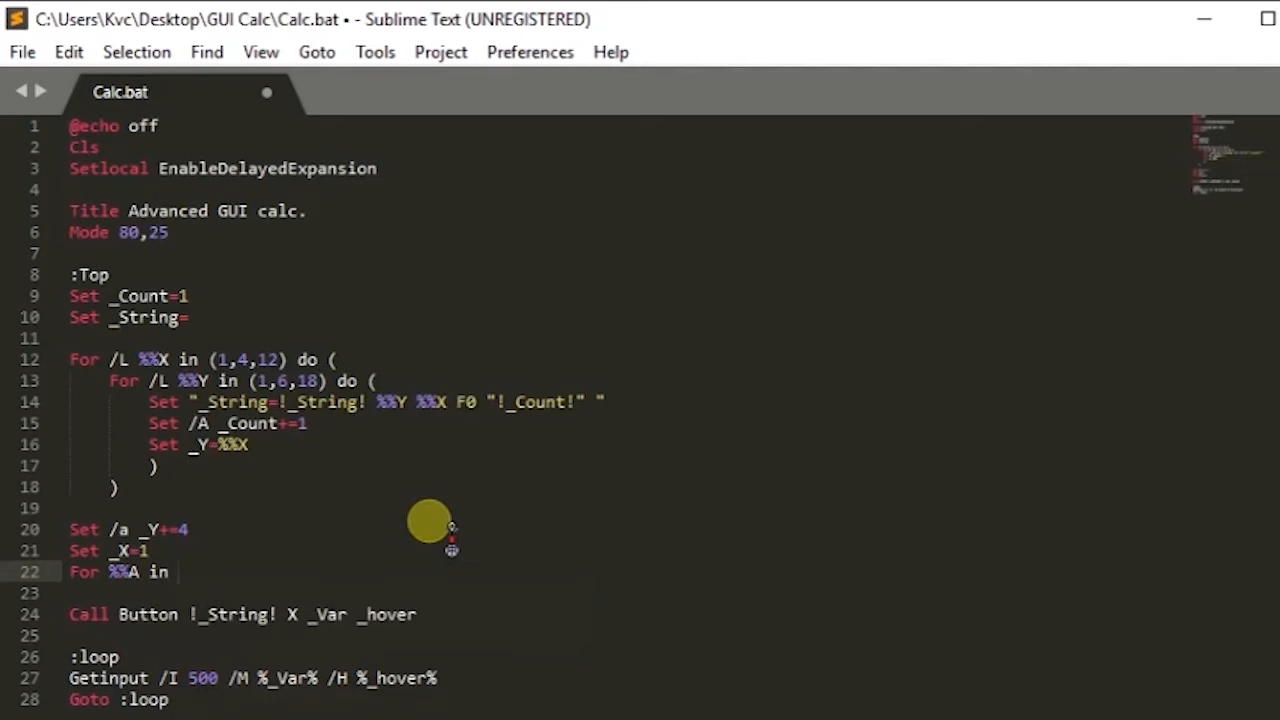 C:\Users\Kvc\Desktop\GUI Calc\Calc.bat • - Sublime Text (UNREGISTERED)
File Edit Selection Find View Goto Tools Project Preferences Help
Calc.bat
1 @echo off
2 Cls
3 Setlocal EnableDelayedExpansion
4
5 Title Advanced GUI calc.
6 Mode 80,25
7
8 :Top
9 Set _Count=1
10 Set _String=
11
12 For /L %%X in (1,4,12) do (
13 For /L %%Y in (1,6,18) do (
14 Set "_String=!_String! %%Y %%X F0 "!_Count!" "
15 Set /A _Count+=1
16 Set _Y=%%X
17 )
18 )
19
20 Set /a _Y+=4
21 Set _X=1
22 For %%A in
23
24 Call Button !_String! X _Var _hover
25
26 :loop
27 Getinput /I 500 /M %_Var% /H %_hover%
28 Goto :loop